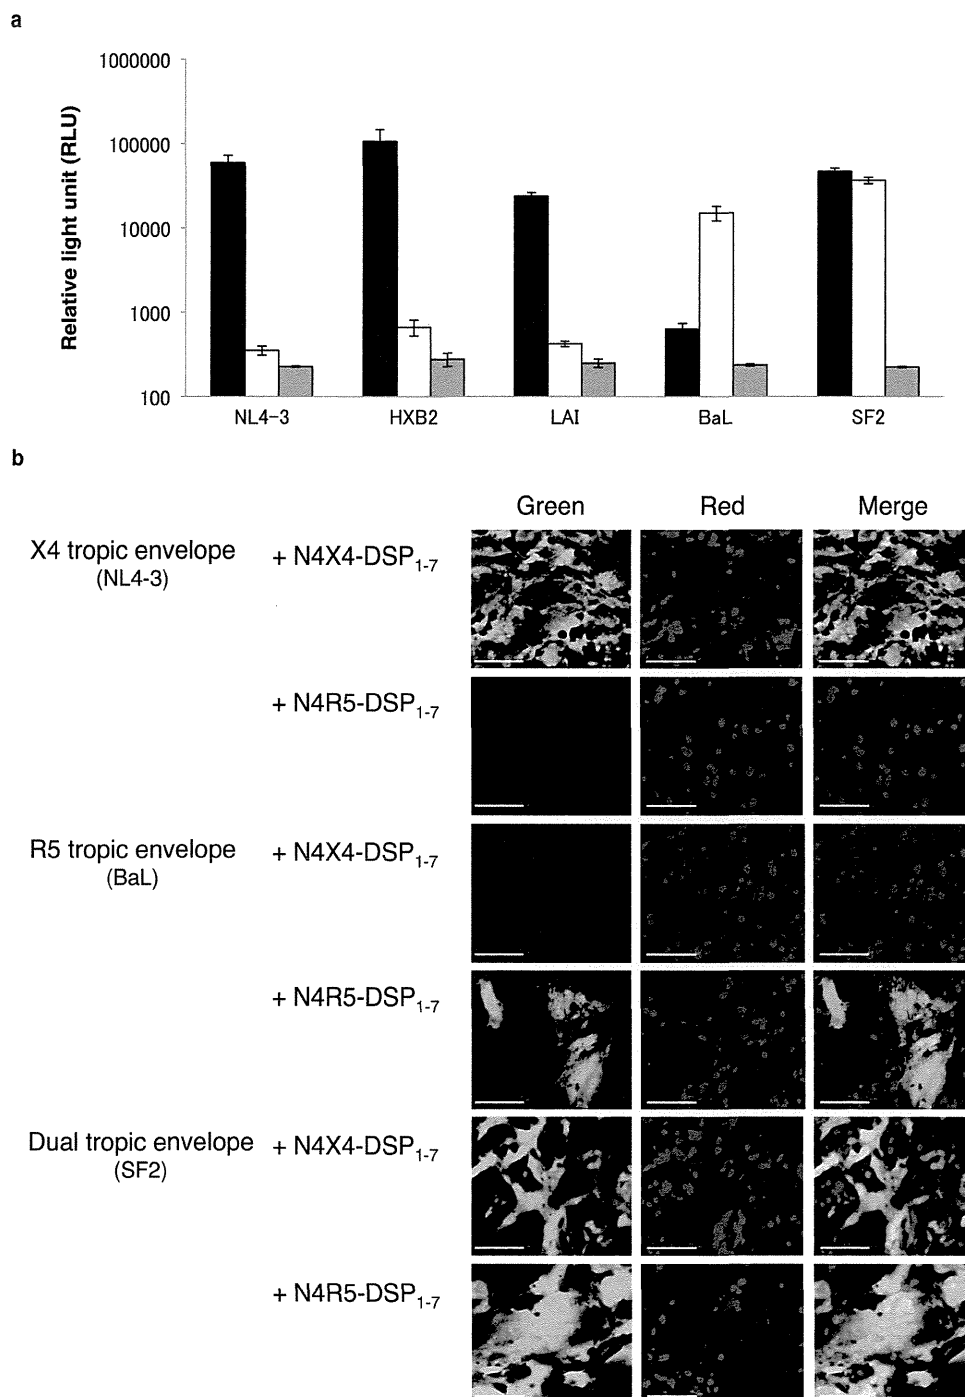 a
Relative light unit (RLU)
1000000
100000
10000
1000
100
NL4-3 HXB2 LAI BaL SF2
b
Green Red Merge
X4 tropic envelope
(NL4-3)
+ N4X4-DSP1-7
+ N4R5-DSP1-7
R5 tropic envelope
(BaL)
+ N4X4-DSP1-7
+ N4R5-DSP1-7
Dual tropic envelope
(SF2)
+ N4X4-DSP1-7
+ N4R5-DSP1-7